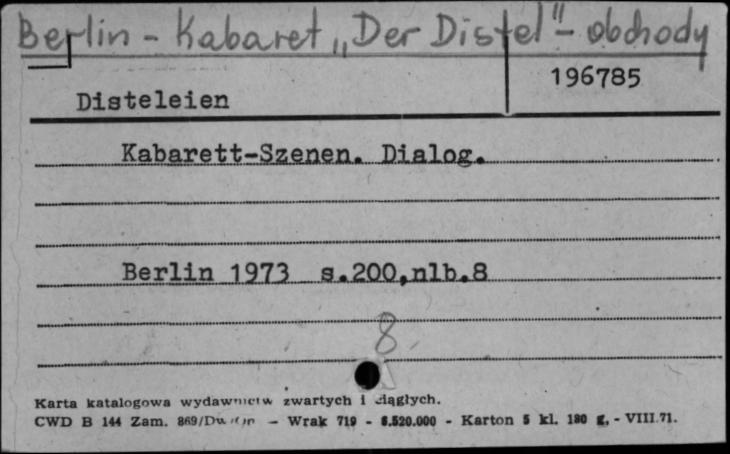 Berlin - Kabaret „Der Distel" - obchody
196785
Disteleien
Kabarett-Szenen. Dialog.
Berlin 1973 s.200,nlb.8
8
Karta katalogowa wydawnictw zwartych i ciągłych.
CWD B 144 Zam. 869/ — Wrak 719 - 6.520.000 - Karton 5 kl. 180 g. - VIII.71.